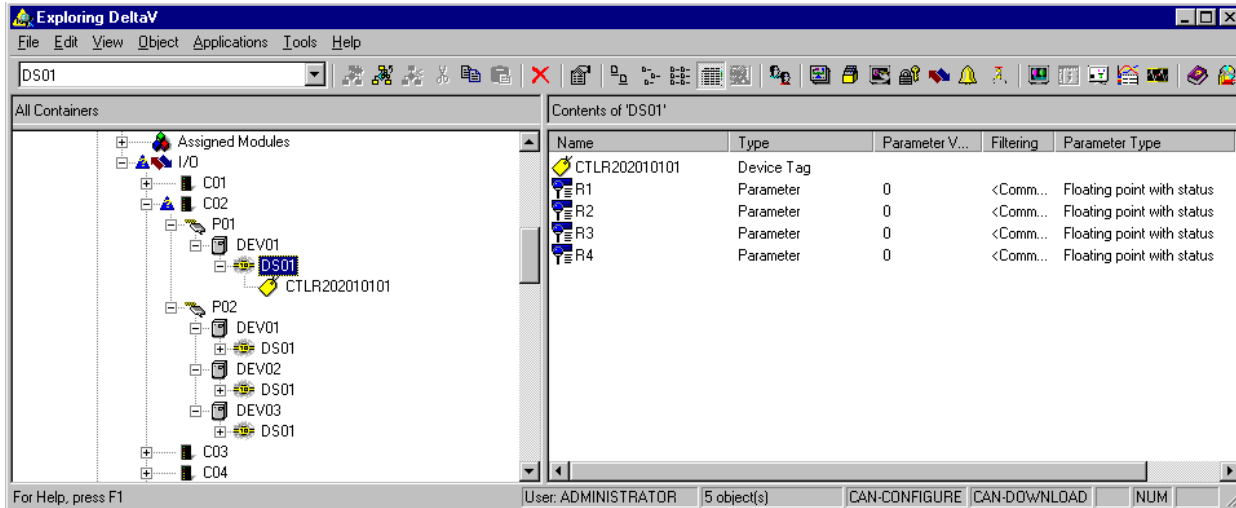 Exploring DeltaV
File Edit View Object Applications Tools Help
DS01
All Containers
Contents of 'DS01'
Assigned Modules
I/O
C01
C02
P01
DEV01
DS01
CTLR202010101
P02
DEV01
DS01
DEV02
DS01
DEV03
DS01
C03
C04
Name Type Parameter V... Filtering Parameter Type
CTLR202010101 Device Tag
R1 Parameter 0 <Comm... Floating point with status
R2 Parameter 0 <Comm... Floating point with status
R3 Parameter 0 <Comm... Floating point with status
R4 Parameter 0 <Comm... Floating point with status
For Help, press F1 User: ADMINISTRATOR 5 object(s) CAN-CONFIGURE CAN-DOWNLOAD NUM